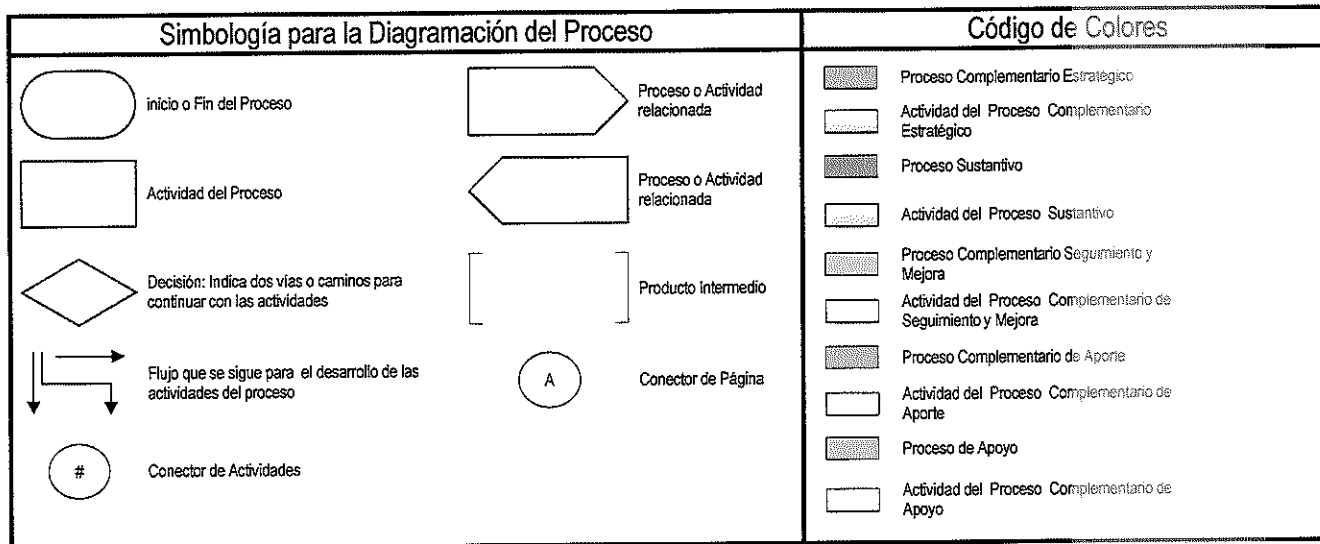 Simbología para la Diagramación del Proceso
inicio o Fin del Proceso
Actividad del Proceso
Decisión: Indica dos vías o caminos para
continuar con las actividades
Flujo que se sigue para el desarrollo de las
actividades del proceso
#
Conector de Actividades
Proceso o Actividad
relacionada
Proceso o Actividad
relacionada
Producto Intermedio
A
Conector de Página
Código de Colores
Proceso Complementario Estratégico
Actividad del Proceso Complementario
Estratégico
Proceso Sustantivo
Actividad del Proceso Sustantivo
Proceso Complementario Seguimiento y
Mejora
Actividad del Proceso Complementario de
Seguimiento y Mejora
Proceso Complementario de Aporte
Actividad del Proceso Complementario de
Aporte
Proceso de Apoyo
Actividad del Proceso Complementario de
Apoyo